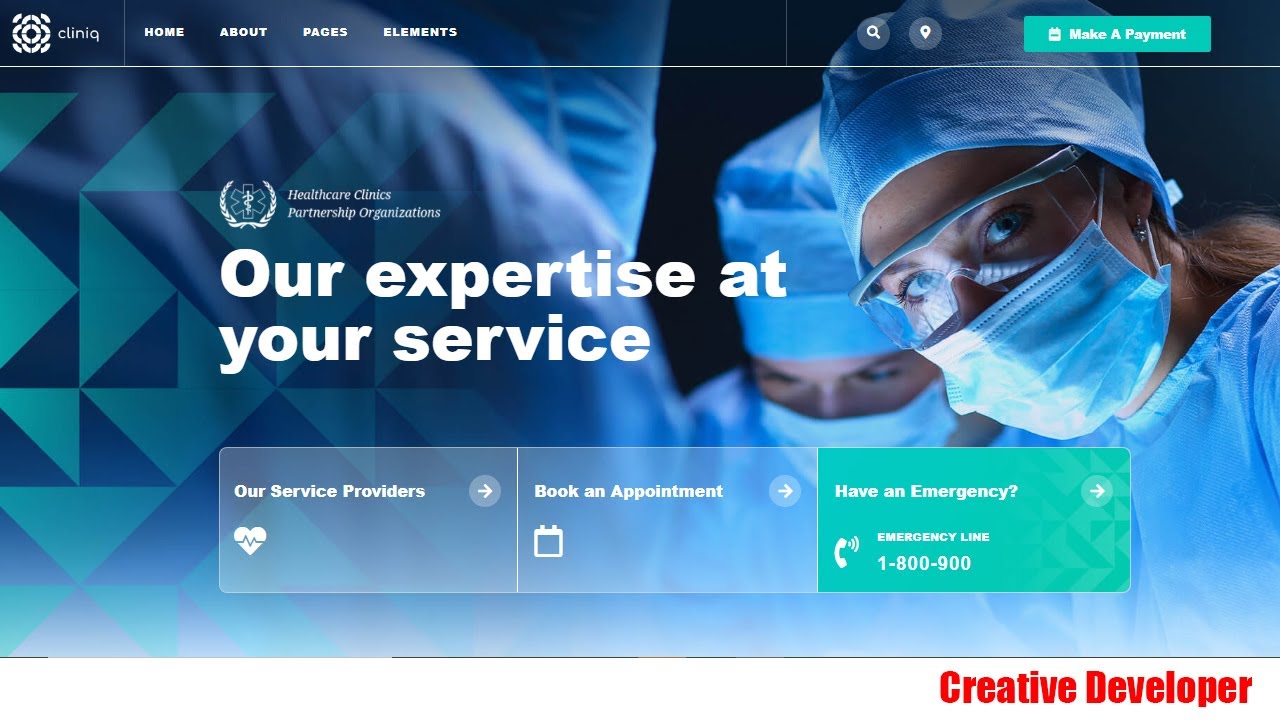 cliniq
HOME
ABOUT
PAGES
ELEMENTS
Make A Payment
Healthcare Clinics
Partnership Organizations
Our expertise at
your service
Our Service Providers
Book an Appointment
Have an Emergency?
EMERGENCY LINE
1-800-900
Creative Developer